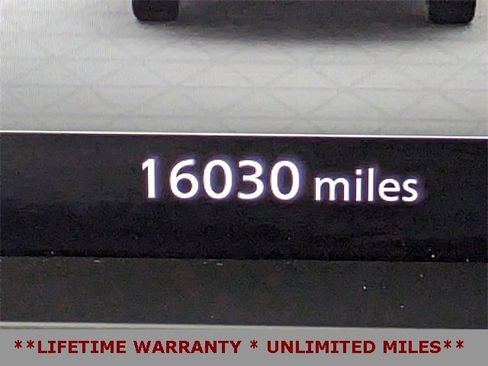 16030 miles
**LIFETIME WARRANTY * UNLIMITED MILES**